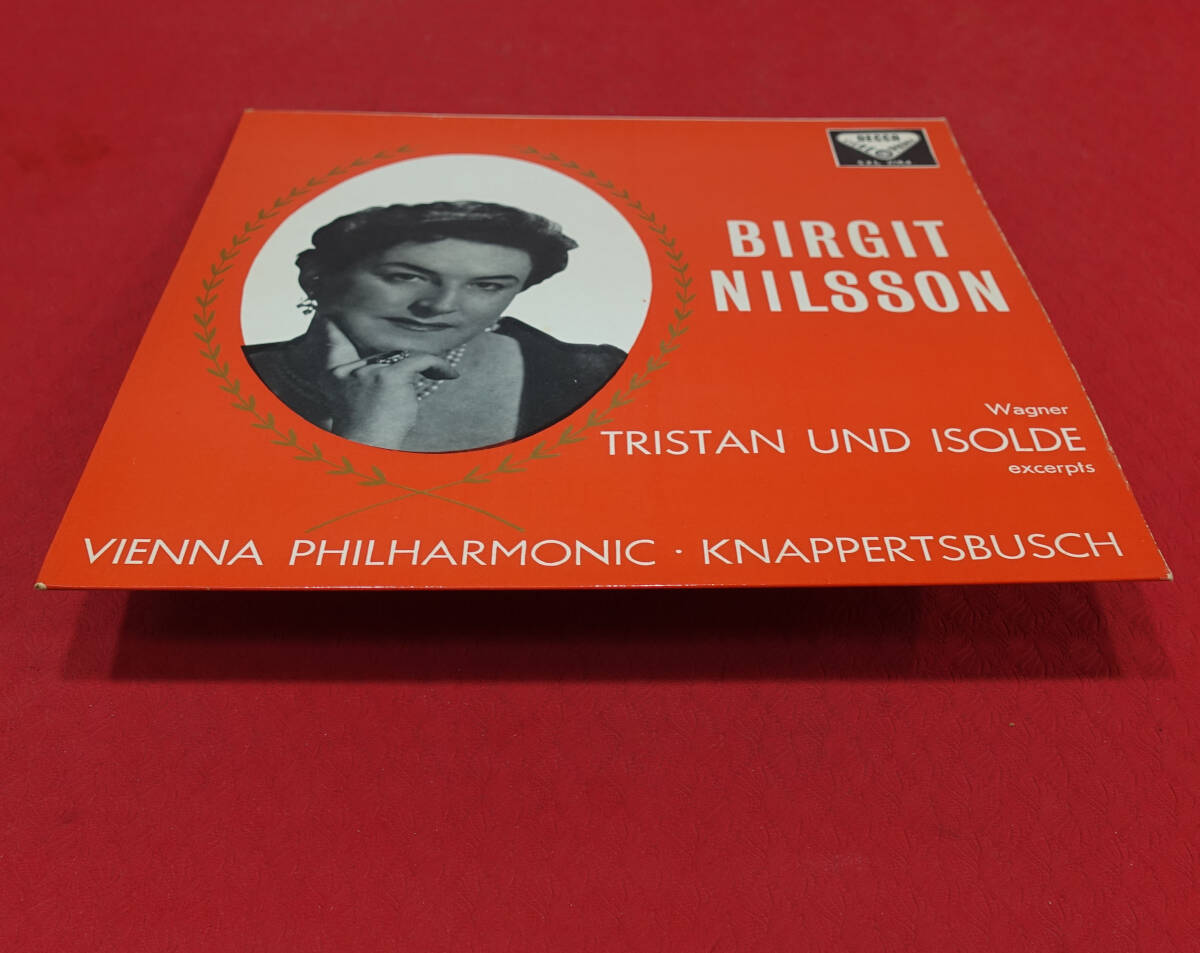 DECCA
BIRGIT
NILSSON
Wagner
TRISTAN UND ISOLDE
excerpts
VIENNA PHILHARMONIC · KNAPPERTSBUSCH